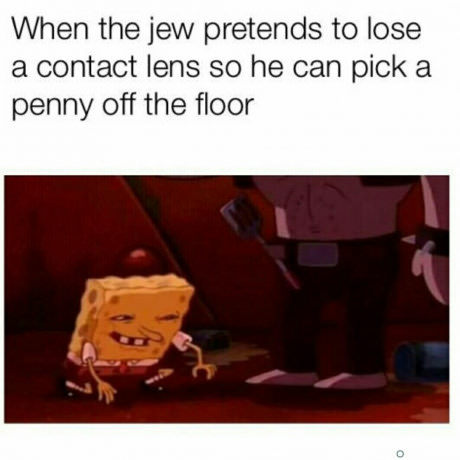 When the jew pretends to lose
a contact lens so he can pick a
penny off the floor